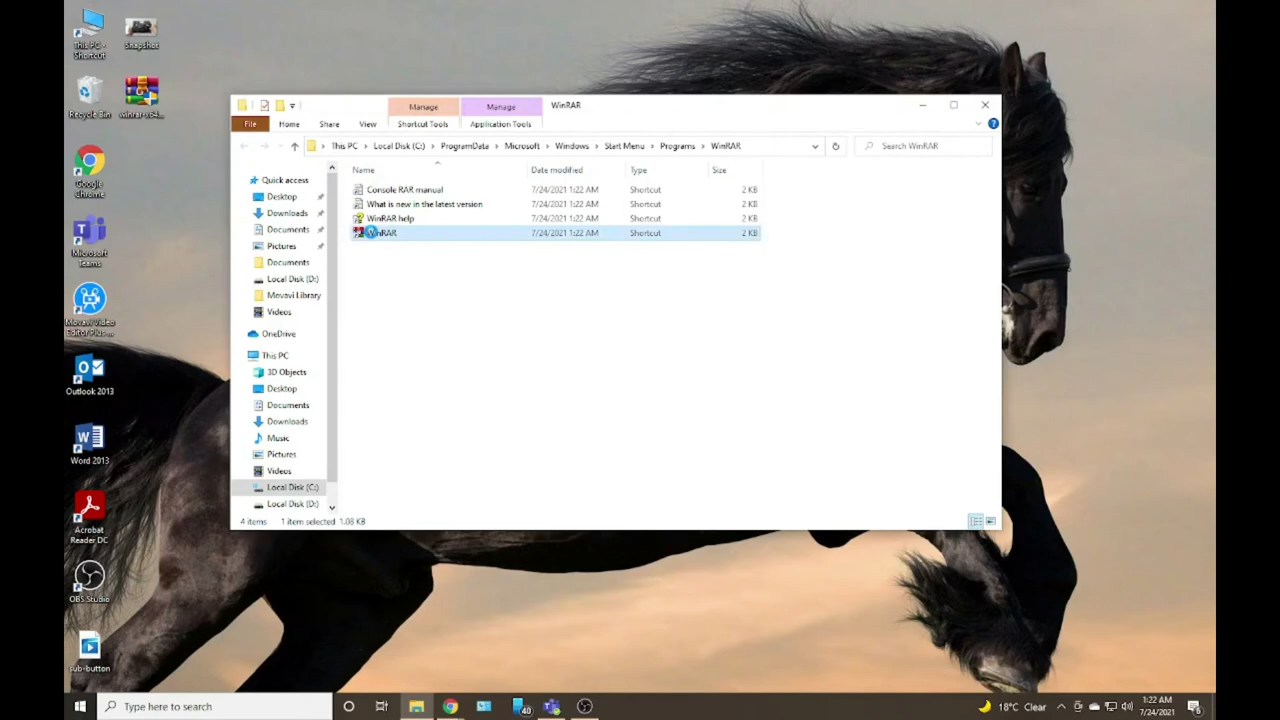 This PC -
Shortcut
Snapshot
Recycle Bin
winrar-x64...
Google
Chrome
Microsoft
Teams
Movavi Video
Editor Plus ...
Outlook 2013
Word 2013
Acrobat
Reader DC
OBS Studio
sub-button
Manage
Manage
WinRAR
File
Home
Share
View
Shortcut Tools
Application Tools
This PC > Local Disk (C:) > ProgramData > Microsoft > Windows > Start Menu > Programs > WinRAR
Search WinRAR
Name Date modified Type Size
Console RAR manual 7/24/2021 1:22 AM Shortcut 2 KB
What is new in the latest version 7/24/2021 1:22 AM Shortcut 2 KB
WinRAR help 7/24/2021 1:22 AM Shortcut 2 KB
WinRAR 7/24/2021 1:22 AM Shortcut 2 KB
Quick access
Desktop
Downloads
Documents
Pictures
Documents
Local Disk (D:)
Movavi Library
Videos
OneDrive
This PC
3D Objects
Desktop
Documents
Downloads
Music
Pictures
Videos
Local Disk (C:)
Local Disk (D:)
4 items 1 item selected 1.08 KB
Type here to search
40
18°C Clear
1:22 AM
7/24/2021